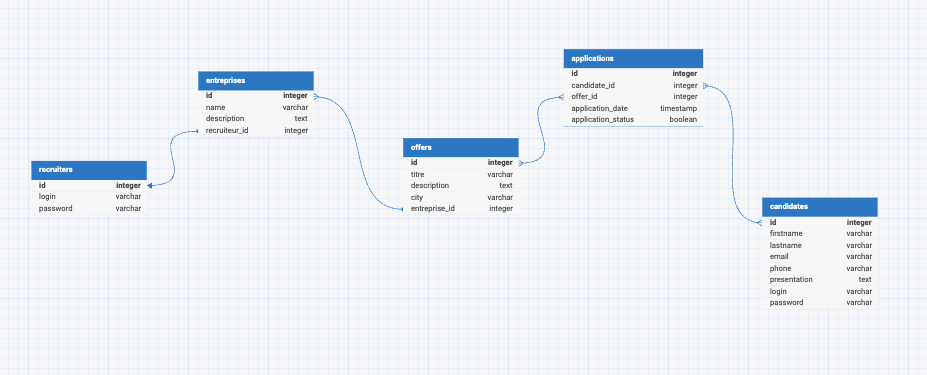 recruiters
id integer
login varchar
password varchar
entreprises
id integer
name varchar
description text
recruiteur_id integer
offers
id integer
titre varchar
description text
city varchar
entreprise_id integer
applications
id integer
candidate_id integer
offer_id integer
application_date timestamp
application_status boolean
candidates
id integer
firstname varchar
lastname varchar
email varchar
phone varchar
presentation text
login varchar
password varchar